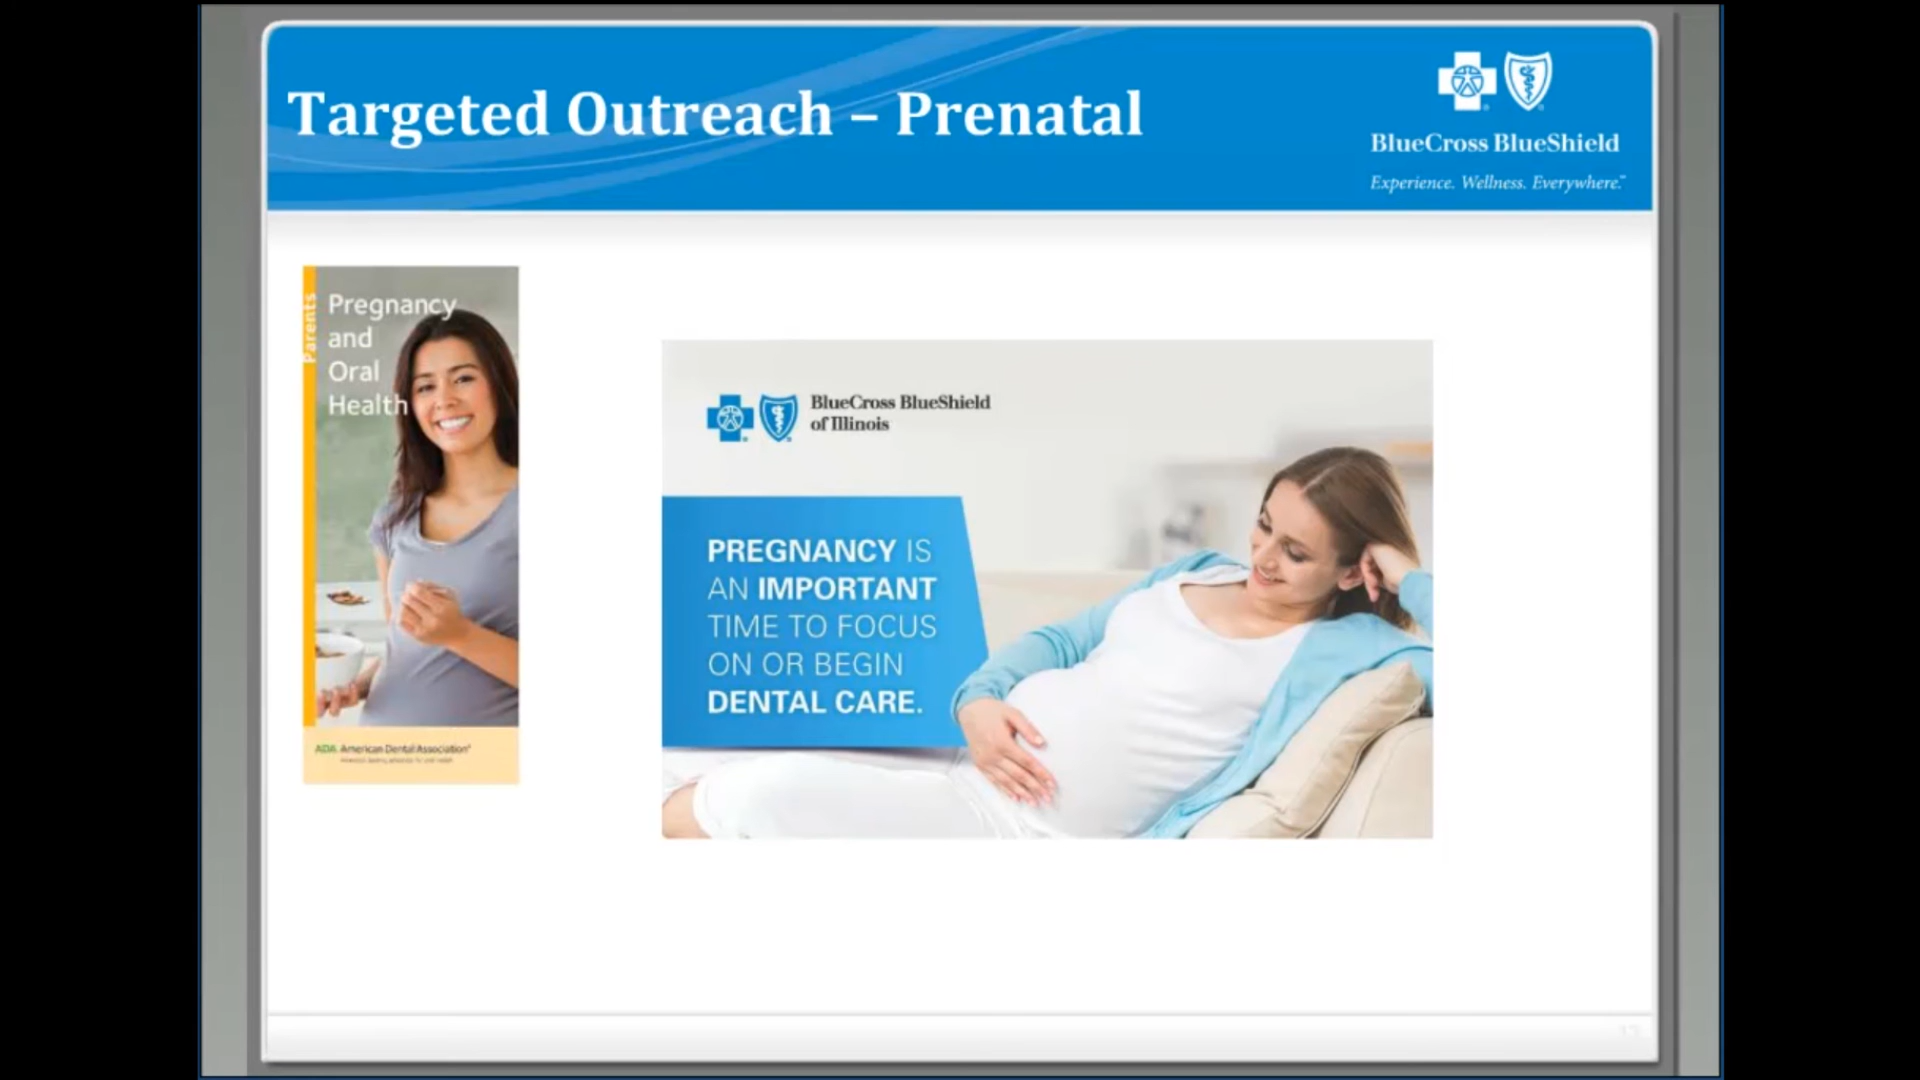 Targeted Outreach – Prenatal
BlueCross BlueShield
Experience. Wellness. Everywhere.™
Parents
Pregnancy
and
Oral
Health
ADA American Dental Association®
BlueCross BlueShield
of Illinois
PREGNANCY IS
AN IMPORTANT
TIME TO FOCUS
ON OR BEGIN
DENTAL CARE.